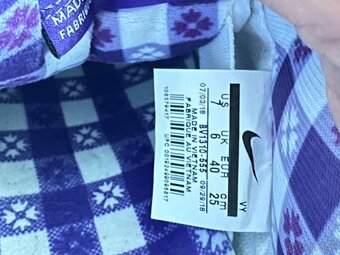 MADE
FABRIC
US UK EUR cm
7 6 40 25
VY
07/03/18 BV1310-555 09/29/18
MADE IN VIETNAM
FABRIQUE AU VIETNAM